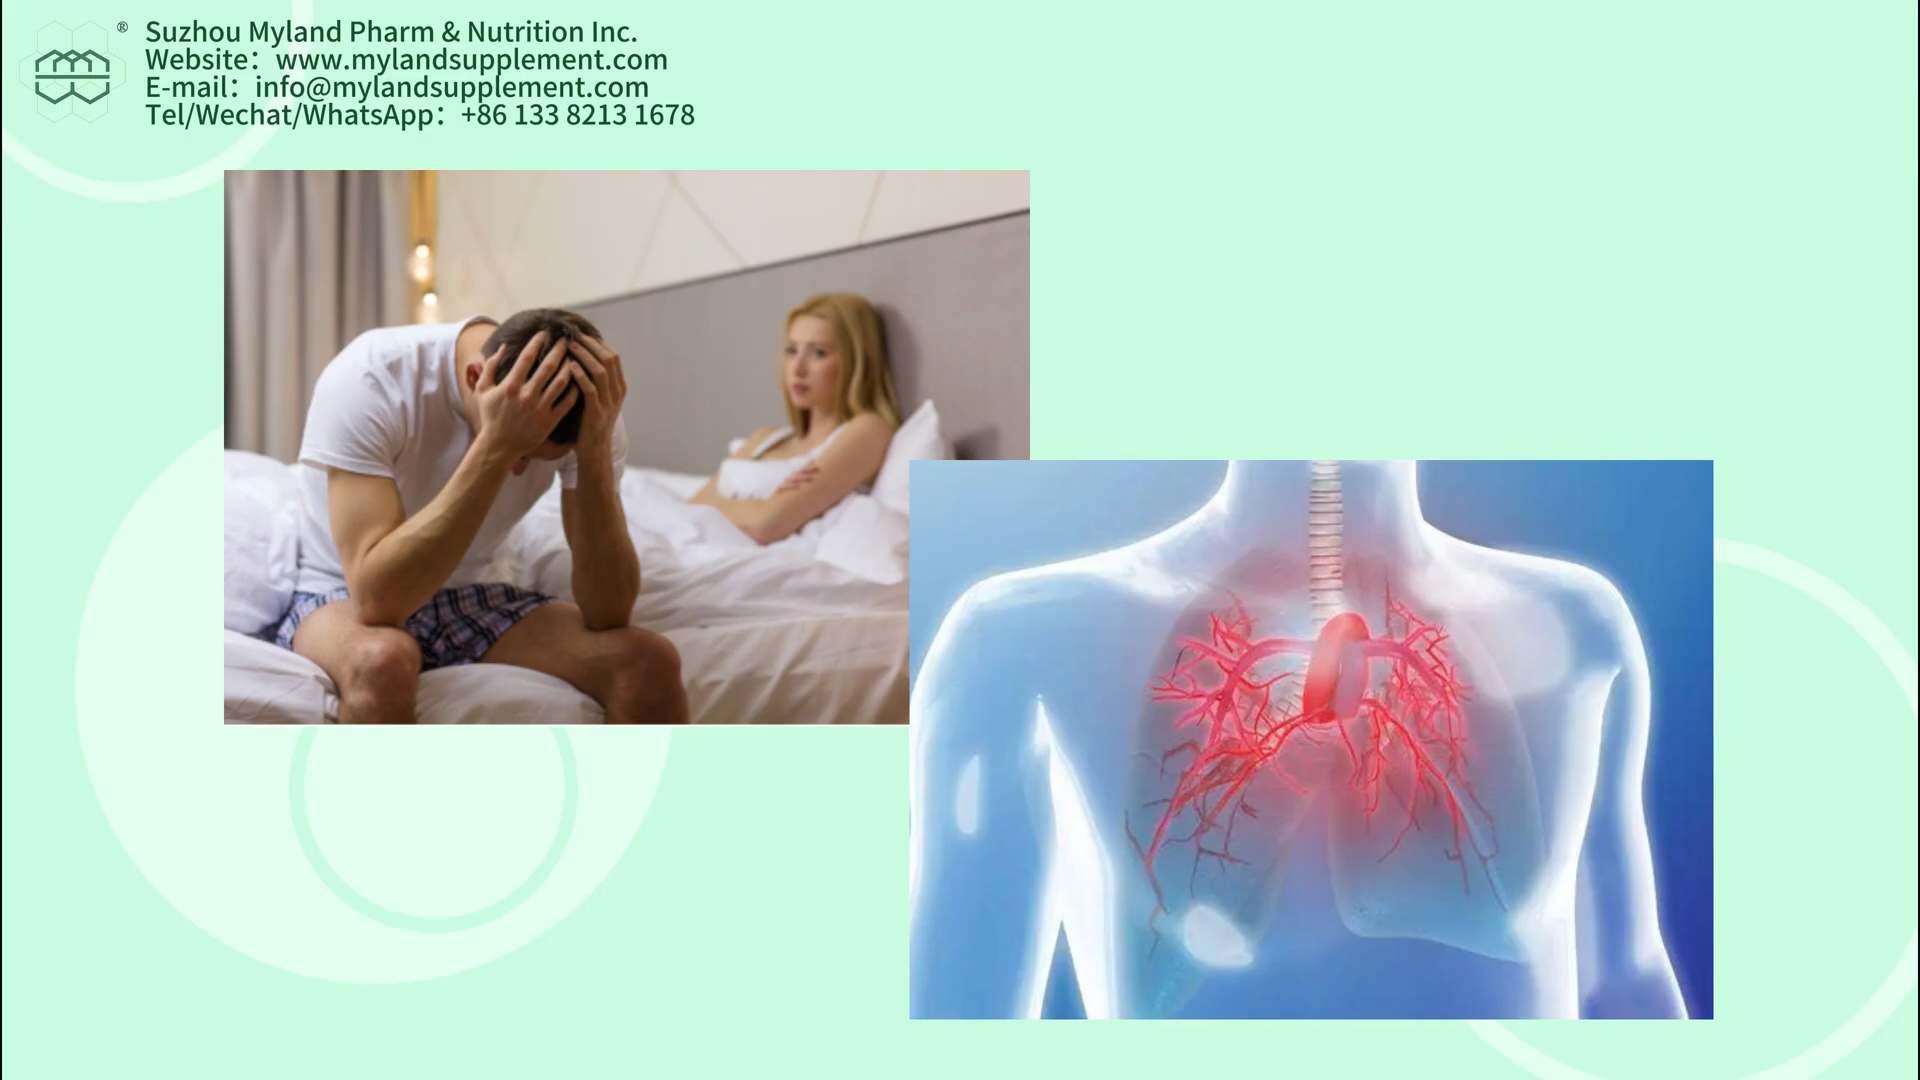 ®
Suzhou Myland Pharm & Nutrition Inc.
Website：www.mylandsupplement.com
E-mail：info@mylandsupplement.com
Tel/Wechat/WhatsApp：+86 133 8213 1678